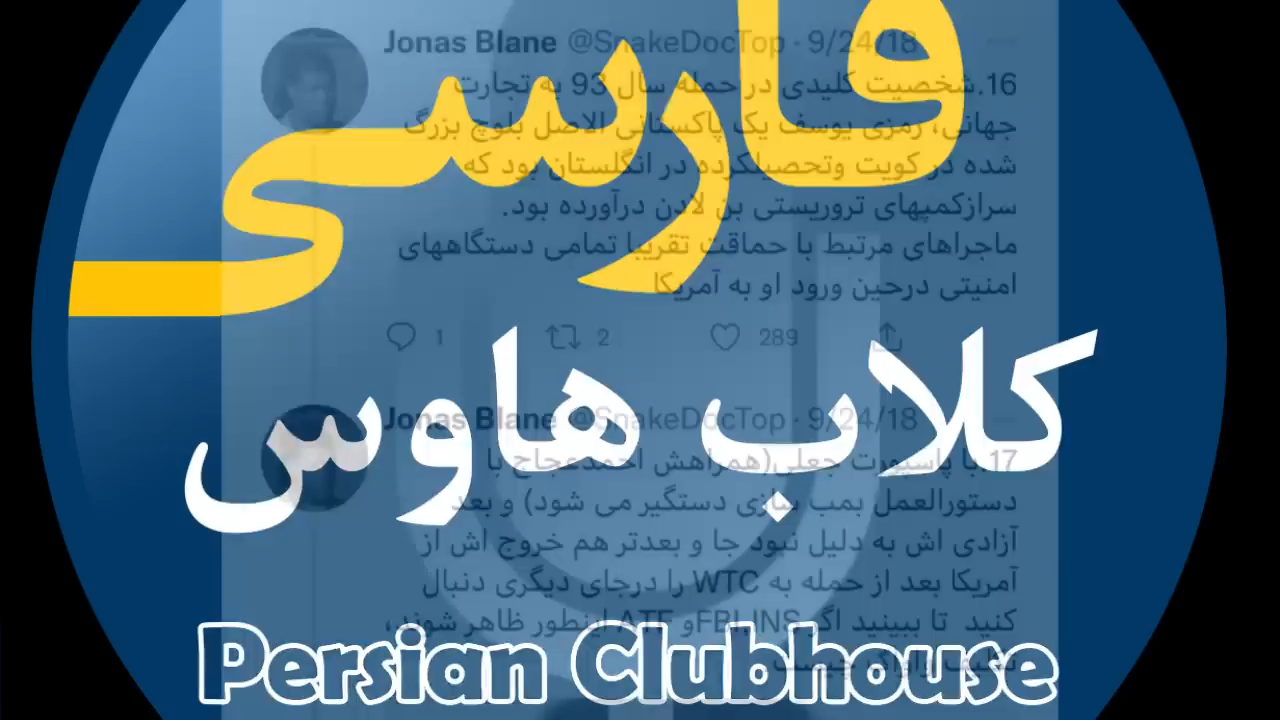 فارسی
کلاب هاوس
Persian Clubhouse
Jonas Blane @SnakeDocTop · 9/24/18
16.شخصیت کلیدی در حمله سال 93 به تجارت
جهانی، رمزی یوسف یک پاکستانی الاصل بلوچ بزرگ
شده در کویت وتحصیلکرده در انگلستان بود که
سرازکمپهای تروریستی بن لادن درآورده بود.
ماجراهای مرتبط با حماقت تقریبا تمامی دستگاههای
امنیتی درحین ورود او به آمریکا
1 2 289
Jonas Blane @SnakeDocTop · 9/24/18
17.با پاسپورت جعلی(همراهش احمدعجاج با
دستورالعمل بمب سازی دستگیر می شود) و بعد
آزادی اش به دلیل نبود جا و بعدتر هم خروج اش از
آمریکا بعد از حمله به WTC را درجای دیگری دنبال
کنید تا ببینید اگر FBI,INSو ATF اینطور ظاهر شوند،
تکلیف واواک چیست.